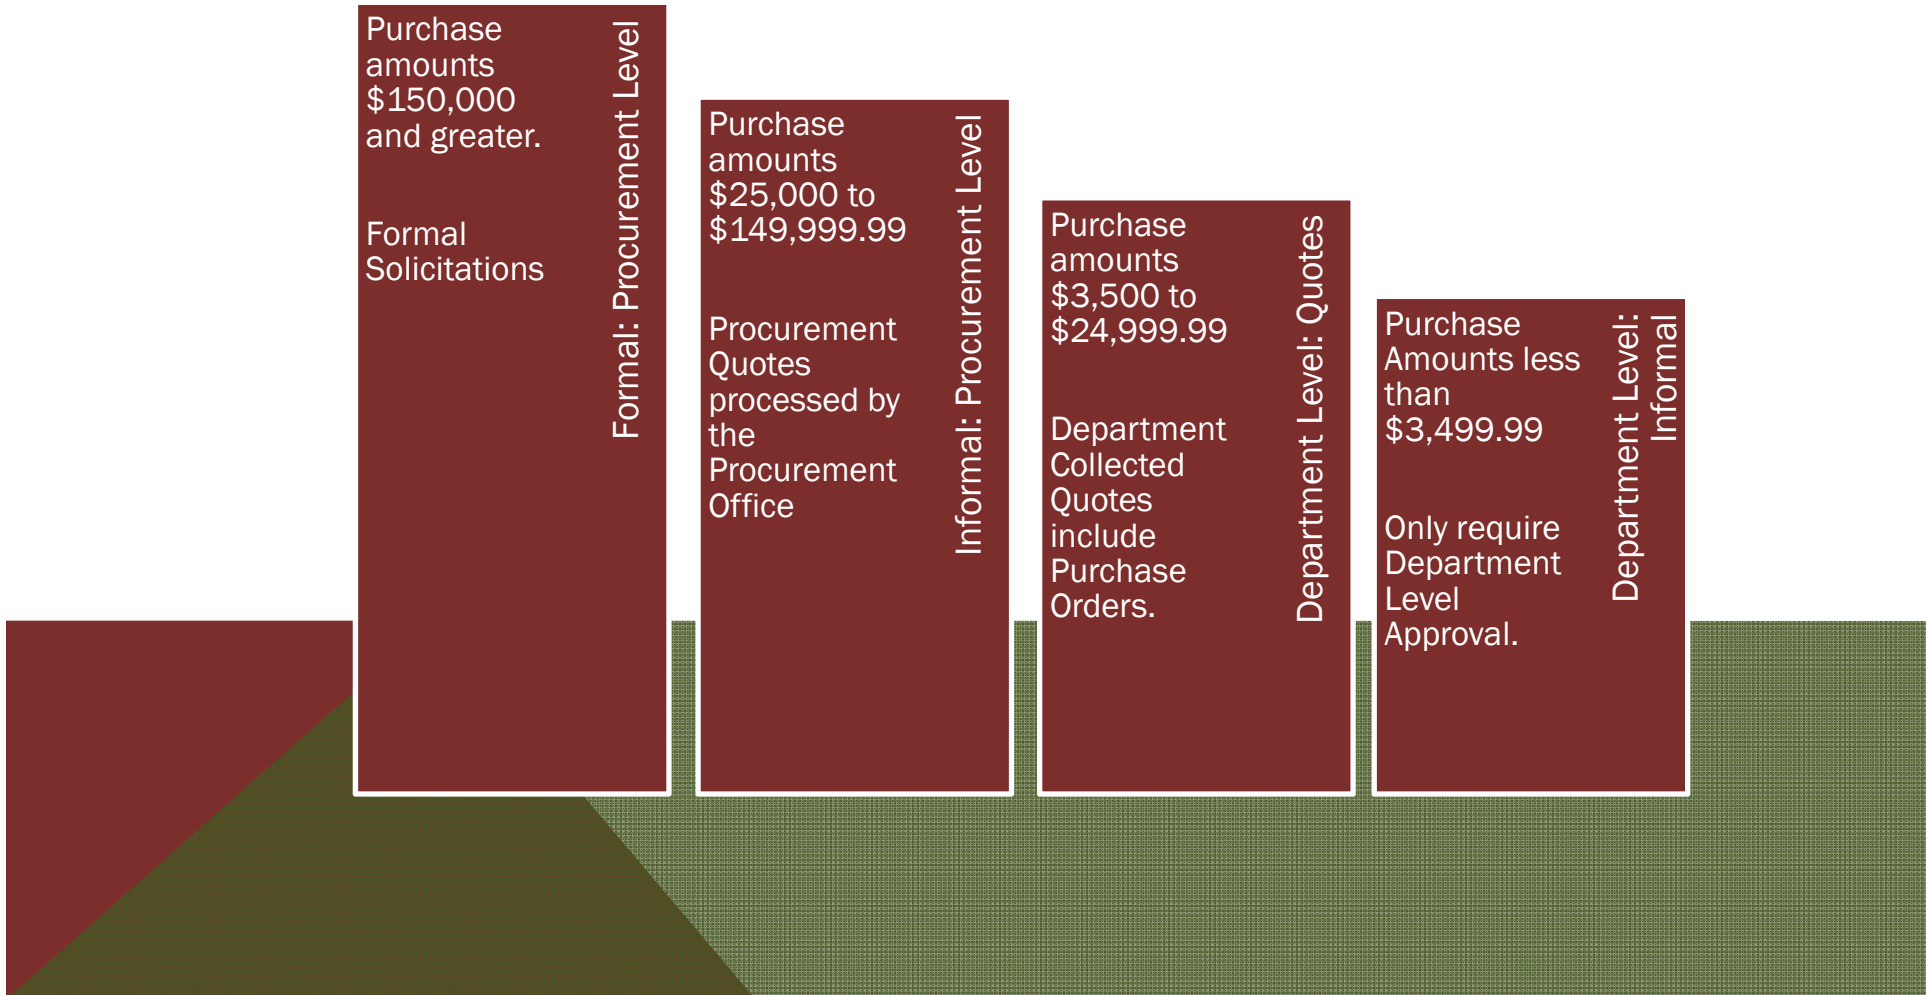 Purchase
amounts
$150,000
and greater.
Formal
Solicitations
Formal: Procurement Level
Purchase
amounts
$25,000 to
$149,999.99
Procurement
Quotes
processed by
the
Procurement
Office
Informal: Procurement Level
Purchase
amounts
$3,500 to
$24,999.99
Department
Collected
Quotes
include
Purchase
Orders.
Department Level: Quotes
Purchase
Amounts less
than
$3,499.99
Only require
Department
Level
Approval.
Department Level:
Informal